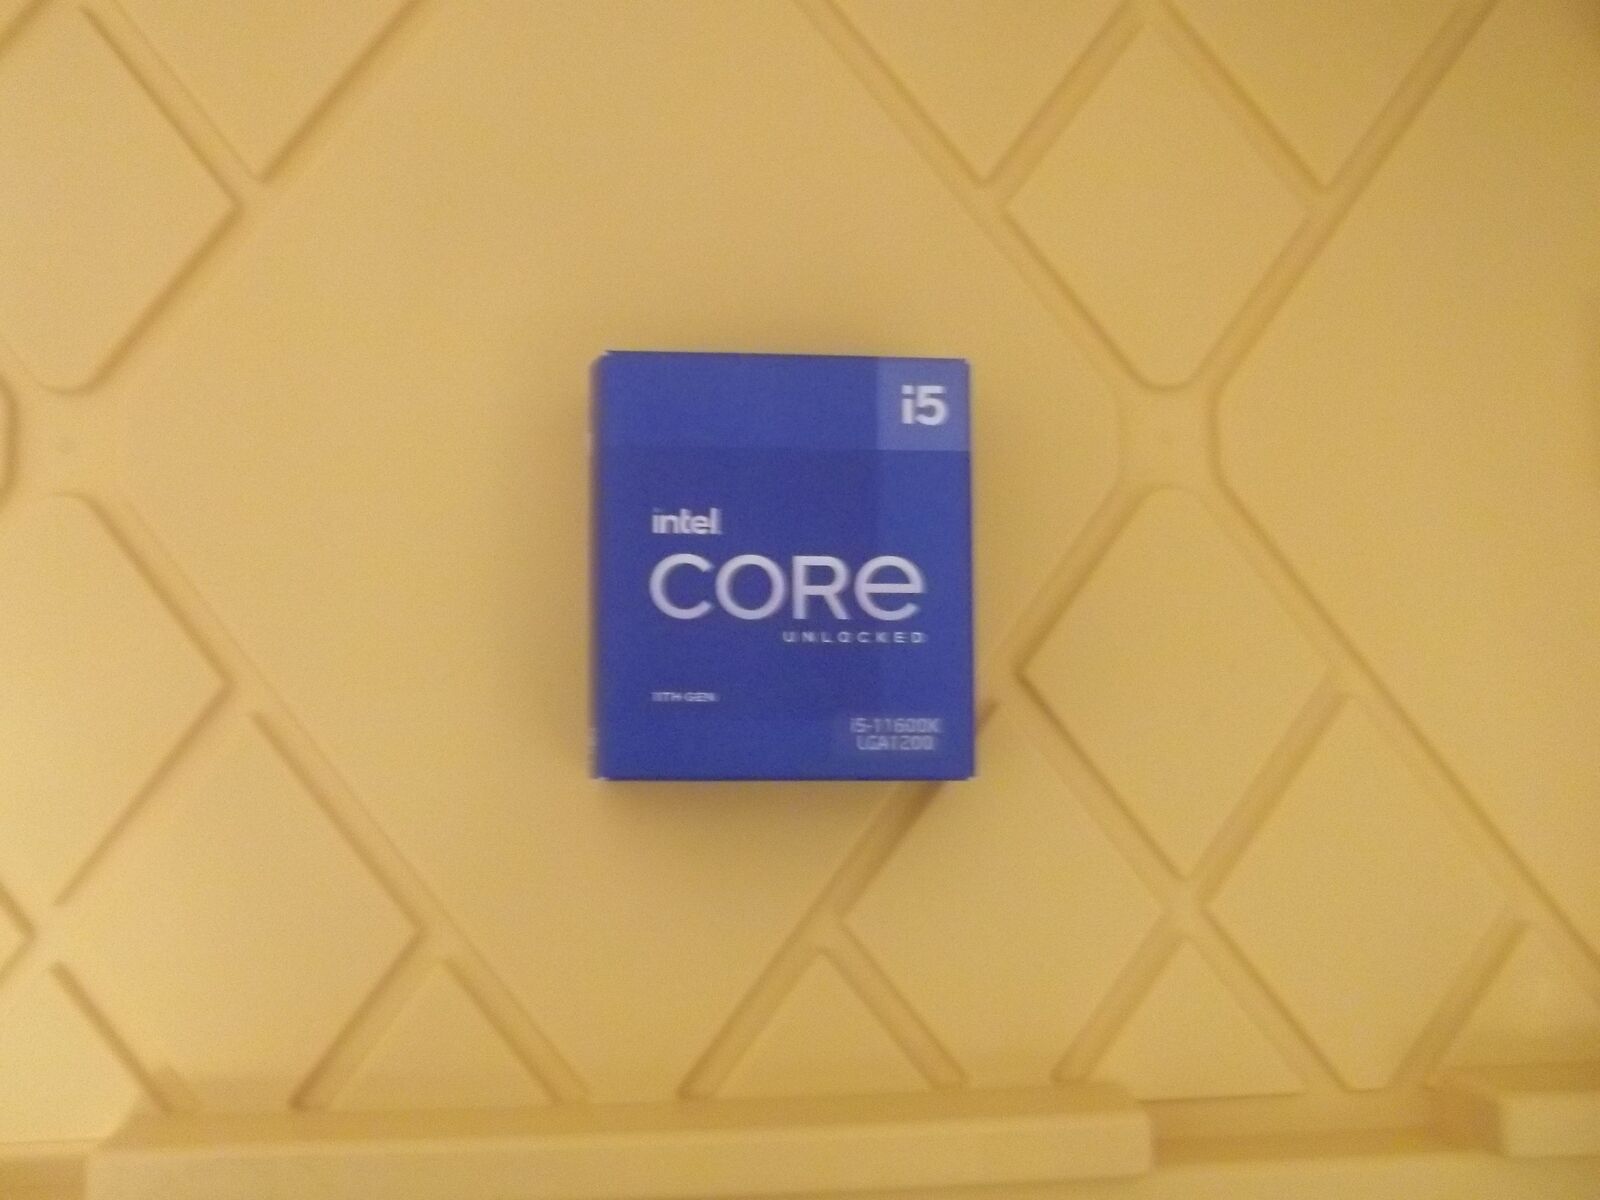 i5
intel
CORe
UNLOCKED
11TH GEN
i5-11600K
LGA1200